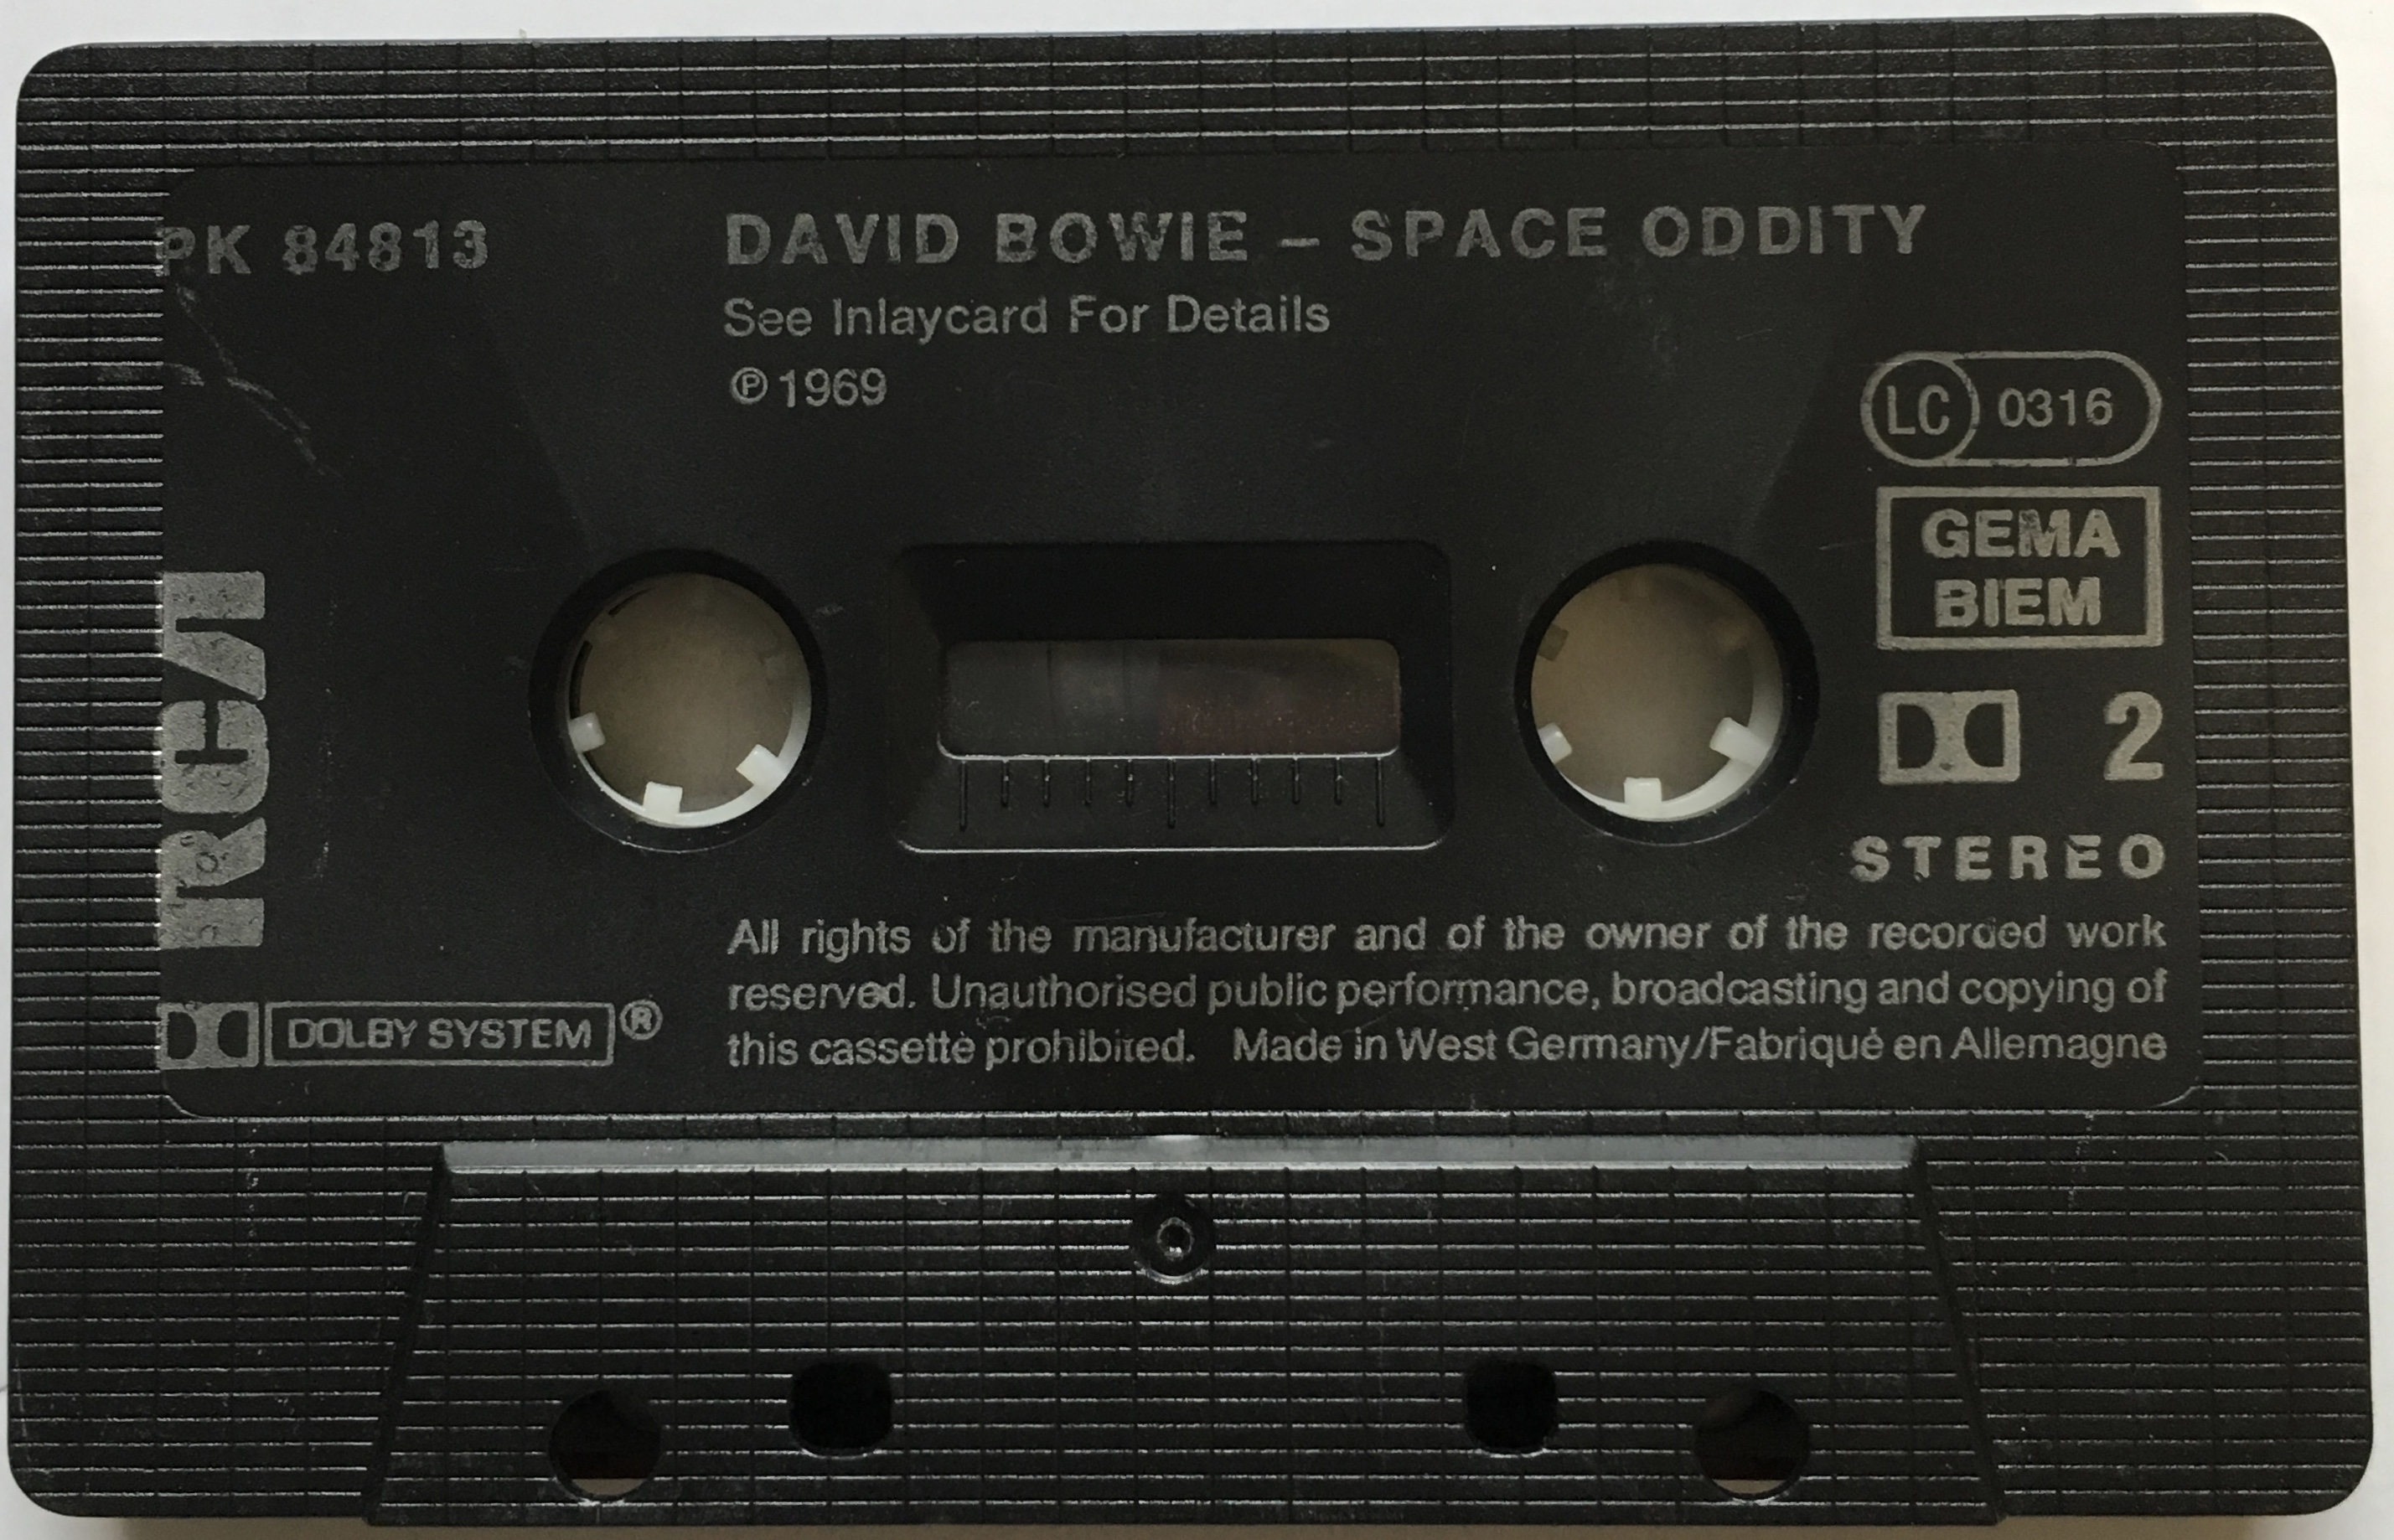 PK 84813
DAVID BOWIE – SPACE ODDITY
See Inlaycard For Details
℗ 1969
LC 0316
GEMA
BIEM
2
STEREO
RCA
DOLBY SYSTEM®
All rights of the manufacturer and of the owner of the recorded work
reserved. Unauthorised public performance, broadcasting and copying of
this cassette prohibited. Made in West Germany/Fabriqué en Allemagne